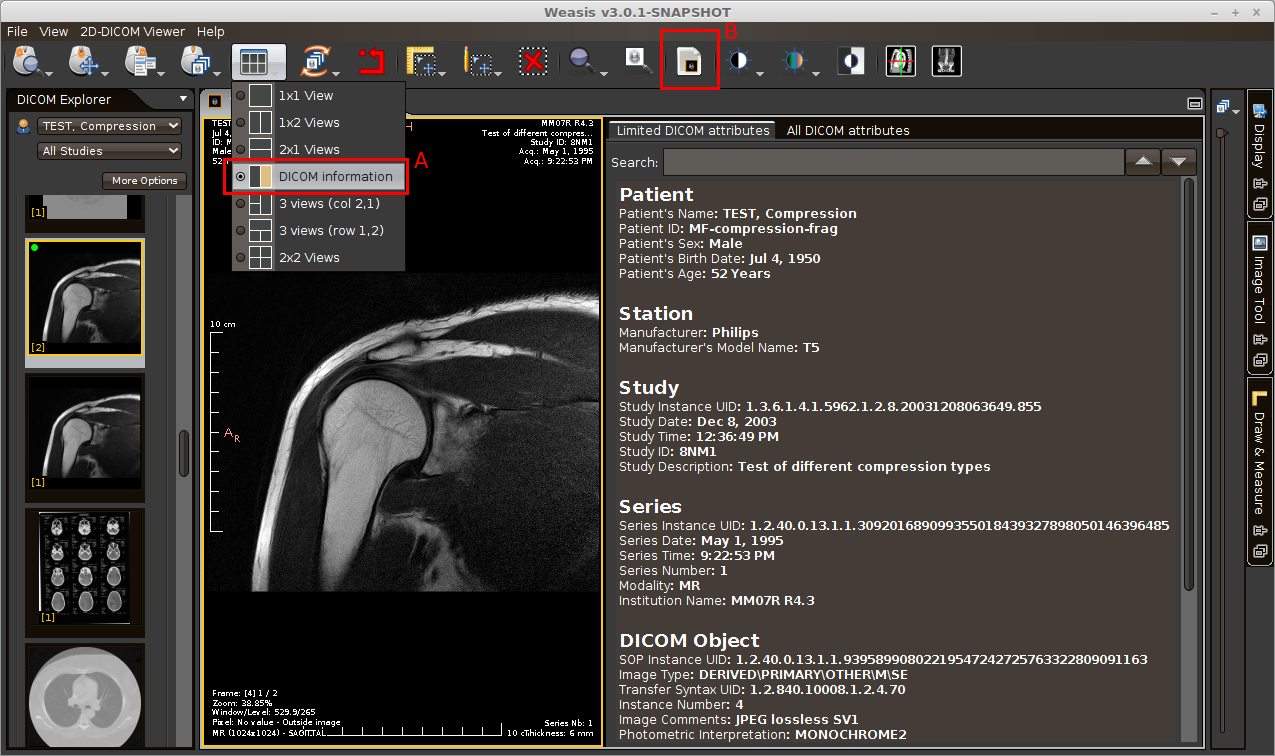 Weasis v3.0.1-SNAPSHOT
File View 2D-DICOM Viewer Help
B
DICOM Explorer
TEST, Compression
All Studies
More Options
[1]
[2]
[1]
[1]
1x1 View
1x2 Views
2x1 Views
DICOM information
3 views (col 2,1)
3 views (row 1,2)
2x2 Views
A
TEST
Jul 4,
ID: M
Male
52
MM07R R4.3
Test of different compres...
Study ID: 8NM1
Acq.: May 1, 1995
Acq.: 9:22:53 PM
10 cm
AR
Frame: [4] 1 / 2
Zoom: 38.85%
Window/Level: 529.9/265
Pixel: No value - Outside image
MR (1024x1024) - SAGITTAL
Series Nb: 1
10 cm
Thickness: 6 mm
Limited DICOM attributes
All DICOM attributes
Search:
Patient
Patient's Name: TEST, Compression
Patient ID: MF-compression-frag
Patient's Sex: Male
Patient's Birth Date: Jul 4, 1950
Patient's Age: 52 Years
Station
Manufacturer: Philips
Manufacturer's Model Name: T5
Study
Study Instance UID: 1.3.6.1.4.1.5962.1.2.8.20031208063649.855
Study Date: Dec 8, 2003
Study Time: 12:36:49 PM
Study ID: 8NM1
Study Description: Test of different compression types
Series
Series Instance UID: 1.2.40.0.13.1.1.309201689099355018439327898050146396485
Series Date: May 1, 1995
Series Time: 9:22:53 PM
Series Number: 1
Modality: MR
Institution Name: MM07R R4.3
DICOM Object
SOP Instance UID: 1.2.40.0.13.1.1.939589908022195472427257633228090​91163
Image Type: DERIVED\PRIMARY\OTHER\M\SE
Transfer Syntax UID: 1.2.840.10008.1.2.4.70
Instance Number: 4
Image Comments: JPEG lossless SV1
Photometric Interpretation: MONOCHROME2
Display
Image Tool
Draw & Measure